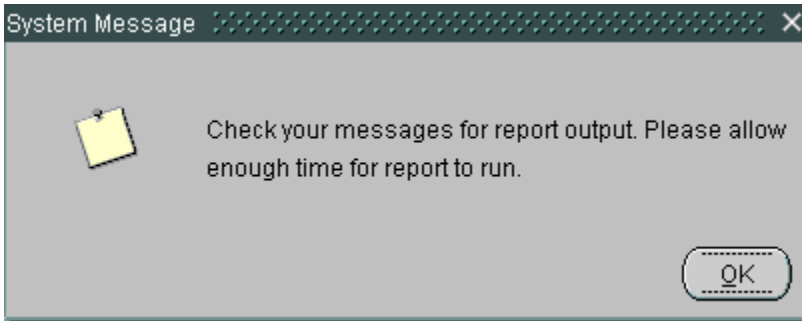 System Message
Check your messages for report output. Please allow
enough time for report to run.
OK